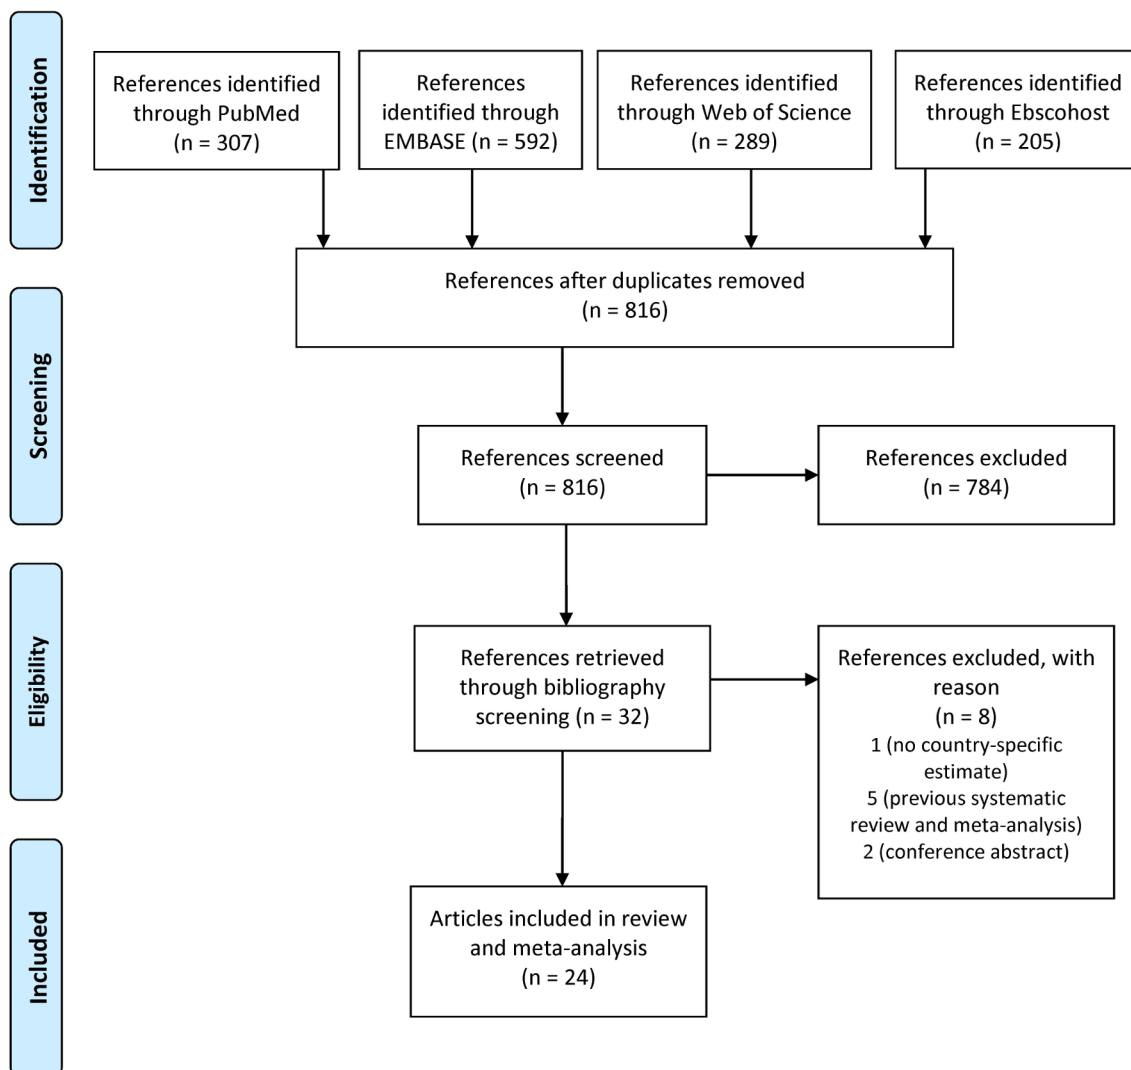 Identification
References identified
through PubMed
(n = 307)
References
identified through
EMBASE (n = 592)
References identified
through Web of Science
(n = 289)
References identified
through Ebscohost
(n = 205)
References after duplicates removed
(n = 816)
Screening
References screened
(n = 816)
References excluded
(n = 784)
Eligibility
References retrieved
through bibliography
screening (n = 32)
References excluded, with
reason
(n = 8)
1 (no country-specific
estimate)
5 (previous systematic
review and meta-analysis)
2 (conference abstract)
Included
Articles included in review
and meta-analysis
(n = 24)